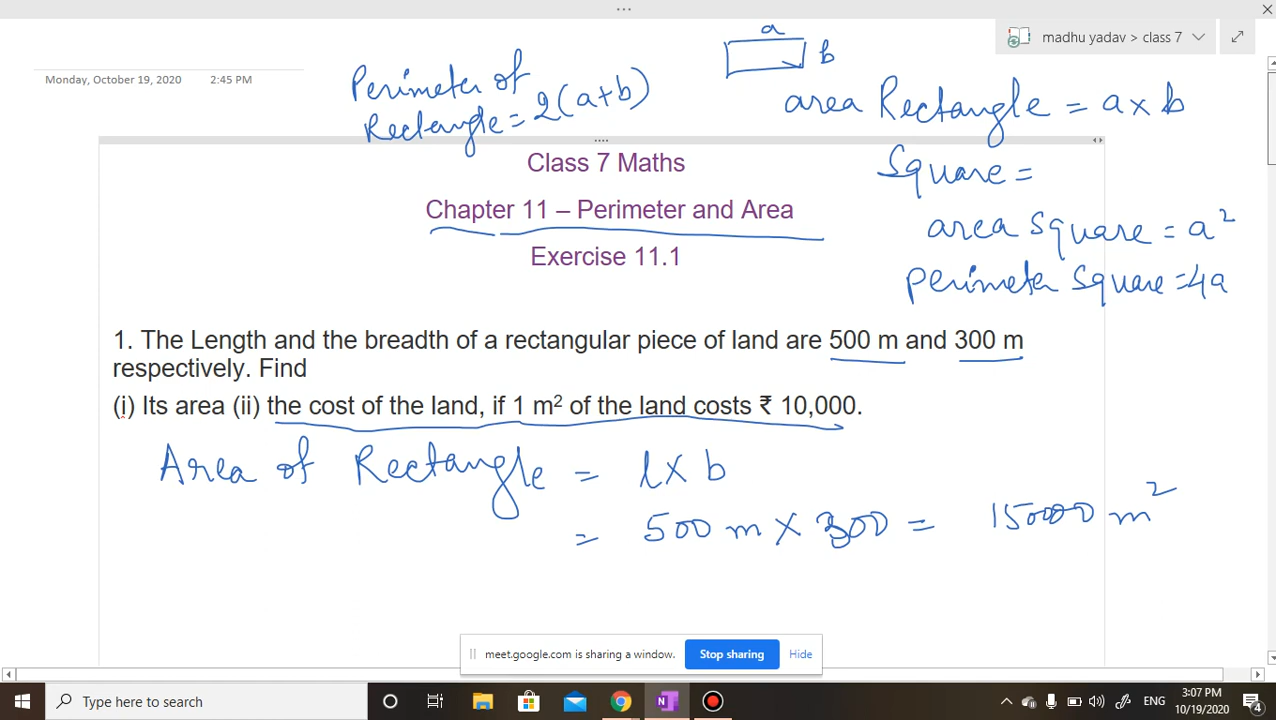 madhu yadav > class 7
Monday, October 19, 2020 2:45 PM
a
b
Perimeter of
Rectangle = 2(a+b)
area Rectangle = a x b
Square =
area square = a²
perimeter square = 4a
Class 7 Maths
Chapter 11 – Perimeter and Area
Exercise 11.1
1. The Length and the breadth of a rectangular piece of land are 500 m and 300 m
respectively. Find
(i) Its area (ii) the cost of the land, if 1 m² of the land costs ₹ 10,000.
Area of Rectangle = l x b
= 500 m x 300 = 150000 m²
meet.google.com is sharing a window. Stop sharing Hide
Type here to search
ENG
3:07 PM
10/19/2020
4